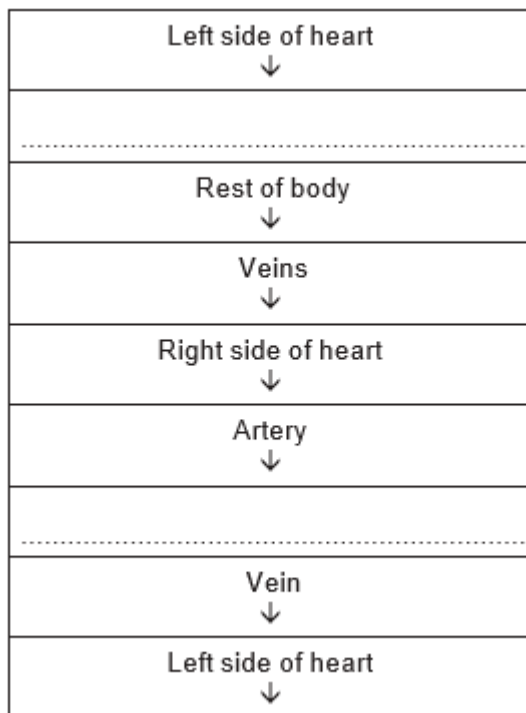 Left side of heart
↓
Rest of body
↓
Veins
↓
Right side of heart
↓
Artery
↓
Vein
↓
Left side of heart
↓